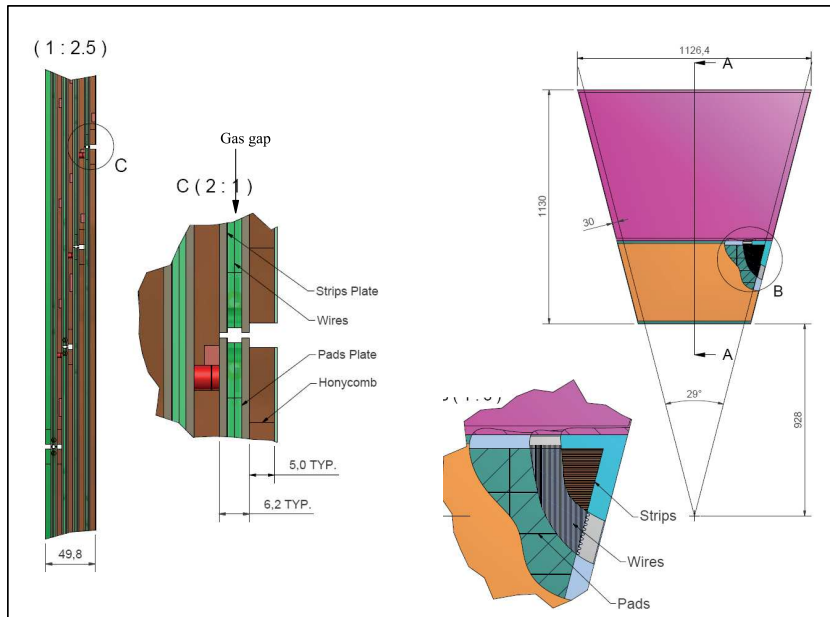 ( 1 : 2.5 )
C
49,8
Gas gap
C ( 2 : 1 )
Strips Plate
Wires
Pads Plate
Honycomb
5,0 TYP.
6,2 TYP.
1126,4
A
1130
30
B
A
29°
928
Strips
Wires
Pads